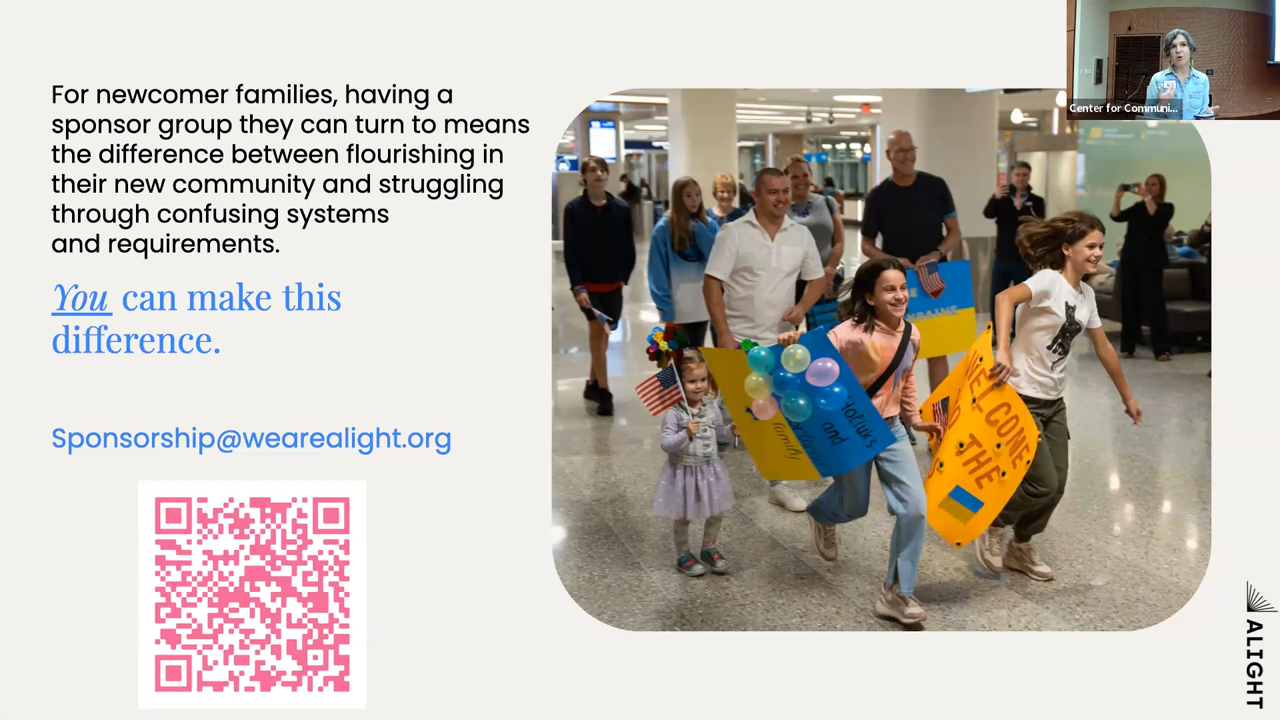 For newcomer families, having a
sponsor group they can turn to means
the difference between flourishing in
their new community and struggling
through confusing systems
and requirements.
You can make this
difference.
Sponsorship@wearealight.org
Center for Communi...
WELCOME
TO THE
and
family
ALIGHT